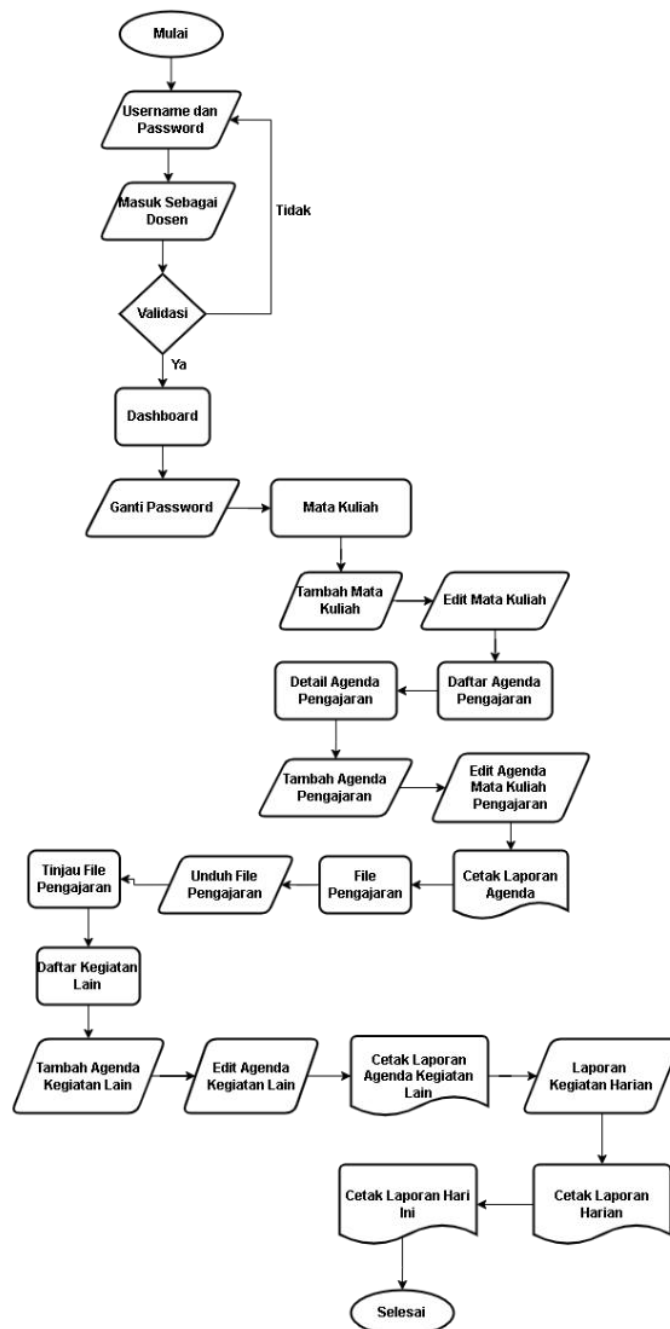 Mulai
Username dan
Password
Masuk Sebagai
Dosen
Tidak
Validasi
Ya
Dashboard
Ganti Password
Mata Kuliah
Tambah Mata
Kuliah
Edit Mata Kuliah
Daftar Agenda
Pengajaran
Detail Agenda
Pengajaran
Tambah Agenda
Pengajaran
Edit Agenda
Mata Kuliah
Pengajaran
Cetak Laporan
Agenda
File
Pengajaran
Unduh File
Pengajaran
Tinjau File
Pengajaran
Daftar Kegiatan
Lain
Tambah Agenda
Kegiatan Lain
Edit Agenda
Kegiatan Lain
Cetak Laporan
Agenda Kegiatan
Lain
Laporan
Kegiatan Harian
Cetak Laporan
Harian
Cetak Laporan Hari
Ini
Selesai